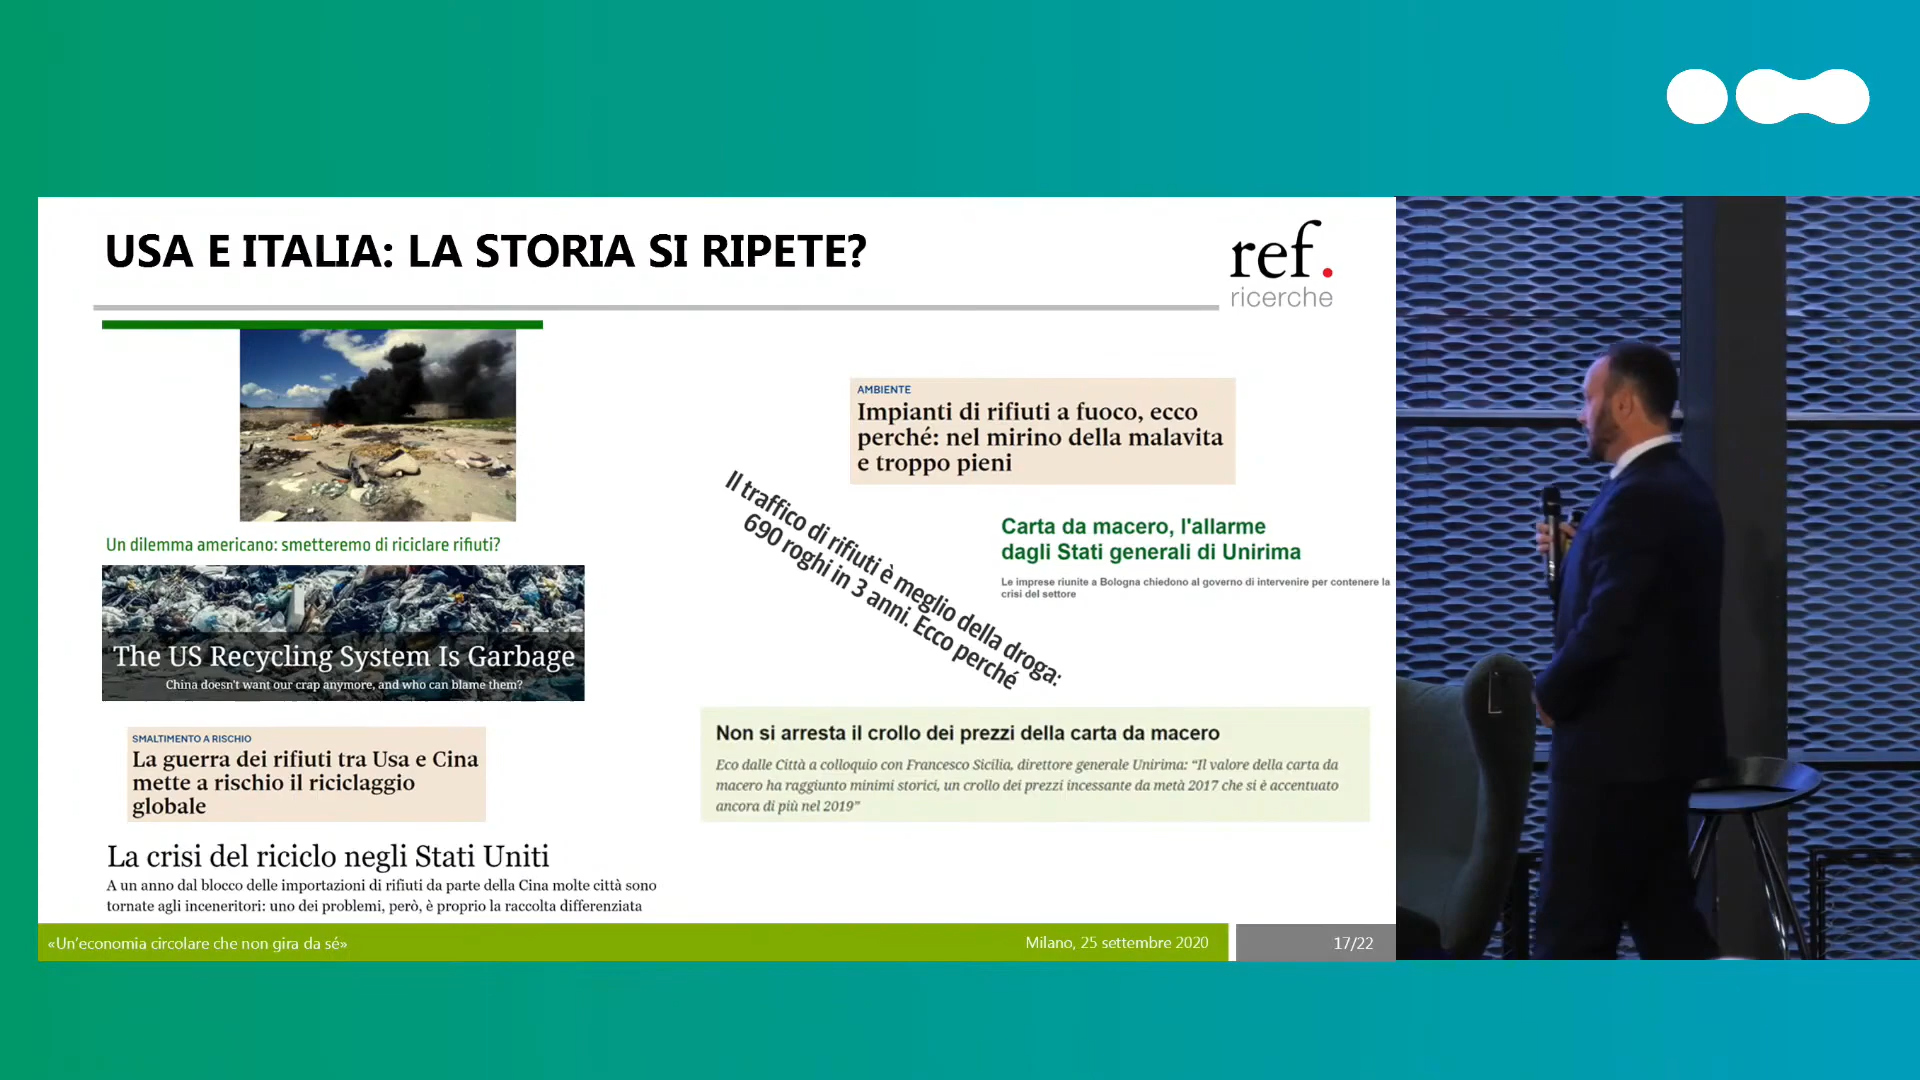 USA E ITALIA: LA STORIA SI RIPETE?
ref.
ricerche
Un dilemma americano: smetteremo di riciclare rifiuti?
The US Recycling System Is Garbage
China doesn't want our crap anymore, and who can blame them?
SMALTIMENTO A RISCHIO
La guerra dei rifiuti tra Usa e Cina
mette a rischio il riciclaggio
globale
La crisi del riciclo negli Stati Uniti
A un anno dal blocco delle importazioni di rifiuti da parte della Cina molte città sono
tornate agli inceneritori: uno dei problemi, però, è proprio la raccolta differenziata
AMBIENTE
Impianti di rifiuti a fuoco, ecco
perché: nel mirino della malavita
e troppo pieni
Il traffico di rifiuti è meglio della droga:
690 roghi in 3 anni. Ecco perché
Carta da macero, l'allarme
dagli Stati generali di Unirima
Le imprese riunite a Bologna chiedono al governo di intervenire per contenere la
crisi del settore
Non si arresta il crollo dei prezzi della carta da macero
Eco dalle Città a colloquio con Francesco Sicilia, direttore generale Unirima: “Il valore della carta da
macero ha raggiunto minimi storici, un crollo dei prezzi incessante da metà 2017 che si è accentuato
ancora di più nel 2019”
«Un'economia circolare che non gira da sé»
Milano, 25 settembre 2020
17/22